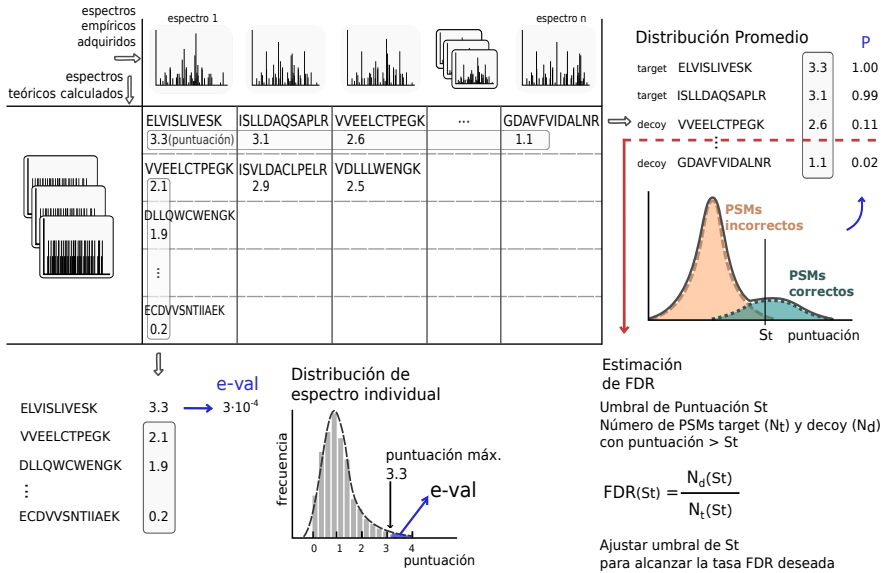 espectros
empíricos
adquiridos
espectro 1
espectro n
espectros
teóricos calculados
ELVISLIVESK ISLLDAQSAPLR VVEELCTPEGK ... GDAVFVIDALNR
3.3(puntuación) 3.1 2.6 1.1
VVEELCTPEGK ISVLDACLPELR VDLLLWENGK
2.1 2.9 2.5
DLLQWCWENGK
1.9
...
ECDVVSNTIIAEK
0.2
Distribución Promedio P
target ELVISLIVESK 3.3 1.00
target ISLLDAQSAPLR 3.1 0.99
decoy VVEELCTPEGK 2.6 0.11
...
decoy GDAVFVIDALNR 1.1 0.02
PSMs
incorrectos
PSMs
correctos
St puntuación
e-val
ELVISLIVESK 3.3 3·10⁻⁴
VVEELCTPEGK 2.1
DLLQWCWENGK 1.9
...
ECDVVSNTIIAEK 0.2
Distribución de
espectro individual
frecuencia
puntuación máx.
3.3
e-val
0 1 2 3 4
puntuación
Estimación
de FDR
Umbral de Puntuación St
Número de PSMs target (Nt) y decoy (Nd)
con puntuación > St
FDR(St) = N_d(St)
N_t(St)
Ajustar umbral de St
para alcanzar la tasa FDR deseada